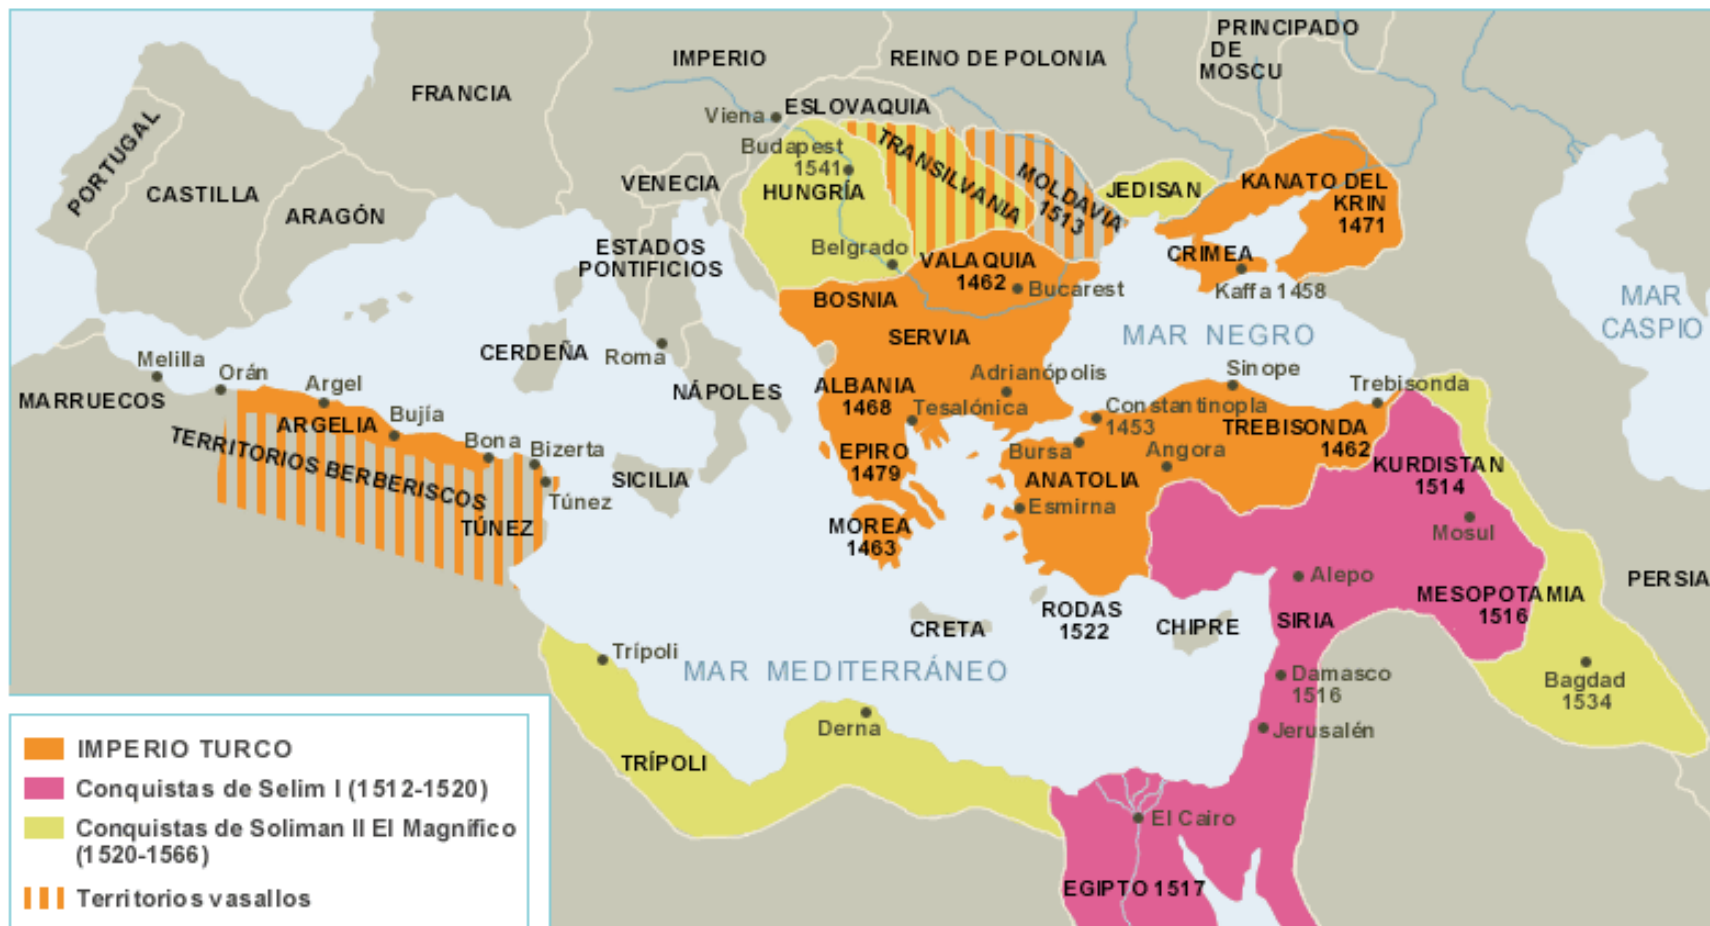 PRINCIPADO
DE
MOSCU
IMPERIO
REINO DE POLONIA
FRANCIA
ESLOVAQUIA
Viena
PORTUGAL
Budapest
1541
TRANSILVANIA
MOLDAVIA
1513
CASTILLA
VENECIA
HUNGRÍA
JEDISAN
KANATO DEL
KRIN
1471
ARAGÓN
ESTADOS
PONTIFICIOS
Belgrado
VALAQUIA
1462
CRIMEA
Bucarest
Kaffa 1458
BOSNIA
MAR
CASPIO
SERVIA
MAR NEGRO
CERDEÑA
Roma
Melilla
Orán
Argel
NÁPOLES
ALBANIA
1468
Adrianópolis
Sinope
Trebisonda
MARRUECOS
ARGELIA
Bujía
Tesalónica
Constantinopla
1453
TREBISONDA
1462
TERRITORIOS BERBERISCOS
Bona
Bizerta
EPIRO
1479
Bursa
Angora
KURDISTAN
1514
SICILIA
ANATOLIA
Túnez
TÚNEZ
MOREA
1463
Esmirna
Mosul
Alepo
PERSIA
MESOPOTAMIA
1516
CRETA
RODAS
1522
CHIPRE
SIRIA
Trípoli
MAR MEDITERRÁNEO
Damasco
1516
Bagdad
1534
Derna
Jerusalén
TRÍPOLI
El Cairo
EGIPTO 1517
IMPERIO TURCO
Conquistas de Selim I (1512-1520)
Conquistas de Soliman II El Magnífico
(1520-1566)
Territorios vasallos